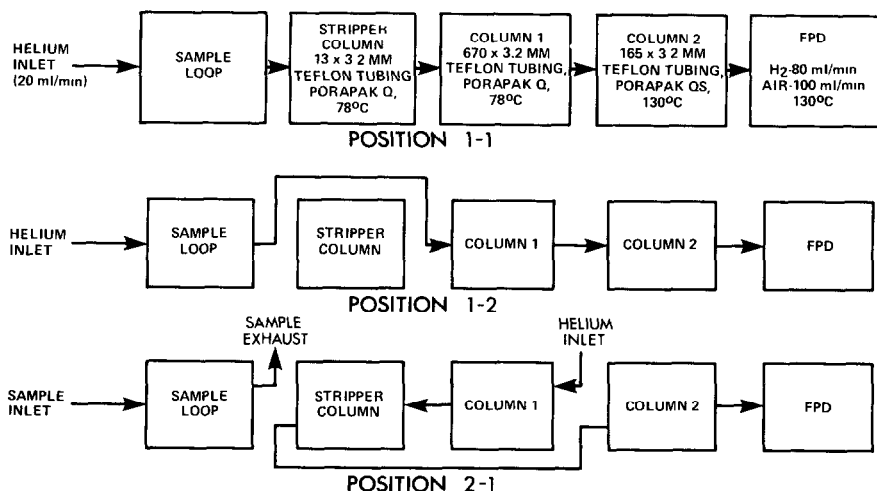 HELIUM
INLET
(20 ml/min)
SAMPLE
LOOP
STRIPPER
COLUMN
13 x 3 2 MM
TEFLON TUBING
PORAPAK Q,
78ºC
COLUMN 1
670 x 3.2 MM
TEFLON TUBING,
PORAPAK Q,
78ºC
COLUMN 2
165 x 3 2 MM
TEFLON TUBING,
PORAPAK QS,
130ºC
FPD
H2-80 ml/min
AIR-100 ml/min
130ºC
POSITION 1-1
HELIUM
INLET
SAMPLE
LOOP
STRIPPER
COLUMN
COLUMN 1
COLUMN 2
FPD
POSITION 1-2
SAMPLE
EXHAUST
HELIUM
INLET
SAMPLE
INLET
SAMPLE
LOOP
STRIPPER
COLUMN
COLUMN 1
COLUMN 2
FPD
POSITION 2-1